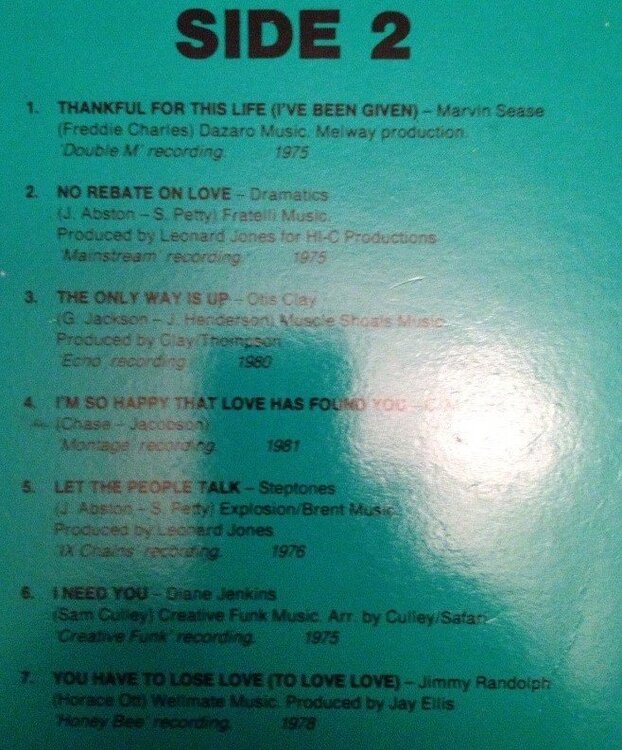 SIDE 2
1. THANKFUL FOR THIS LIFE (I'VE BEEN GIVEN) – Marvin Sease
(Freddie Charles) Dazaro Music. Melway production.
'Double M' recording. 1975
2. NO REBATE ON LOVE – Dramatics
(J. Abston – S. Petty) Fratelli Music.
Produced by Leonard Jones for HI-C Productions
'Mainstream' recording. 1975
3. THE ONLY WAY IS UP – Otis Clay
(G. Jackson – J. Henderson) Muscle Shoals Music
Produced by Clay/Thompson
'Echo' recording. 1980
4. I'M SO HAPPY THAT LOVE HAS FOUND YOU –
(Chase – Jacobson)
'Montage' recording. 1981
5. LET THE PEOPLE TALK – Steptones
(J. Abston – S. Petty) Explosion/Brent Music.
Produced by Leonard Jones
'IX Chains' recording. 1976
6. I NEED YOU – Diane Jenkins
(Sam Culley) Creative Funk Music. Arr. by Culley/Safari
'Creative Funk' recording. 1975
7. YOU HAVE TO LOSE LOVE (TO LOVE LOVE) – Jimmy Randolph
(Horace Ott) Wellmate Music. Produced by Jay Ellis
'Honey Bee' recording. 1978